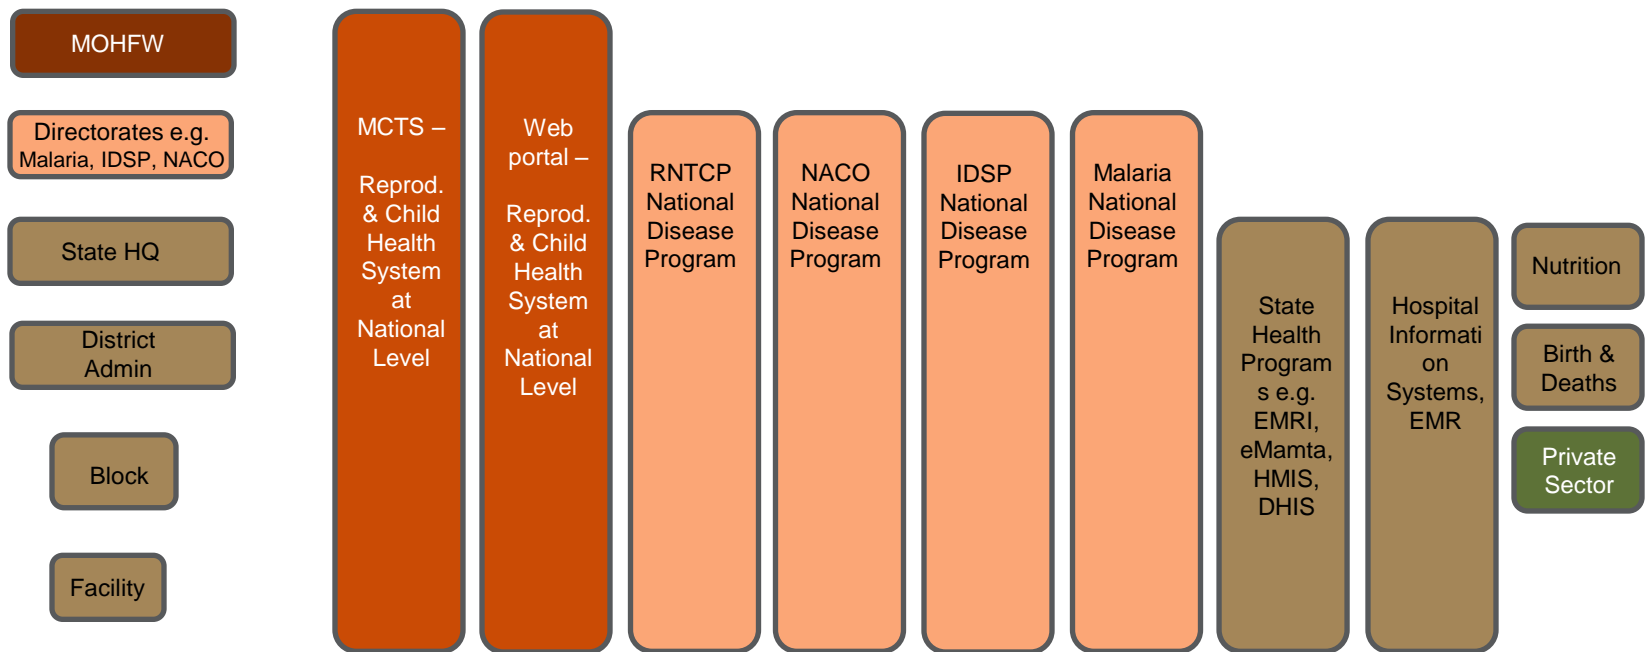 MOHFW
Directorates e.g.
Malaria, IDSP, NACO
State HQ
District
Admin
Block
Facility
MCTS –
Reprod.
& Child
Health
System
at
National
Level
Web
portal –
Reprod.
& Child
Health
System
at
National
Level
RNTCP
National
Disease
Program
NACO
National
Disease
Program
IDSP
National
Disease
Program
Malaria
National
Disease
Program
State
Health
Program
s e.g.
EMRI,
eMamta,
HMIS,
DHIS
Hospital
Informati
on
Systems,
EMR
Nutrition
Birth &
Deaths
Private
Sector